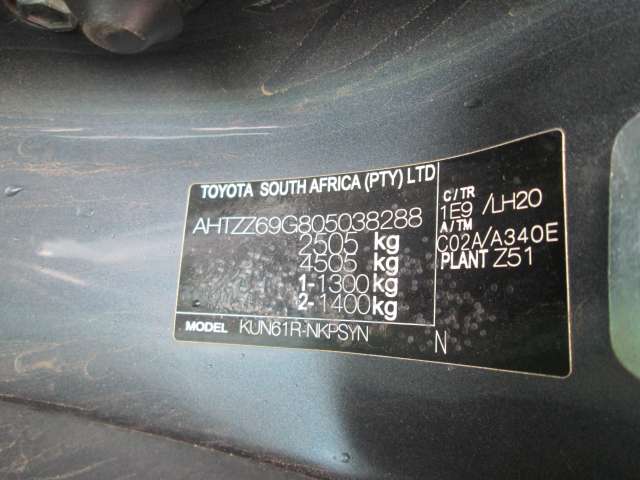 TOYOTA SOUTH AFRICA (PTY) LTD
AHTZZ69G805038288
2505 kg
4505 kg
1-1300 kg
2-1400 kg
MODEL KUN61R-NKPSYN N
C/TR
1E9 /LH20
A/TM
C02A/A340E
PLANT Z51